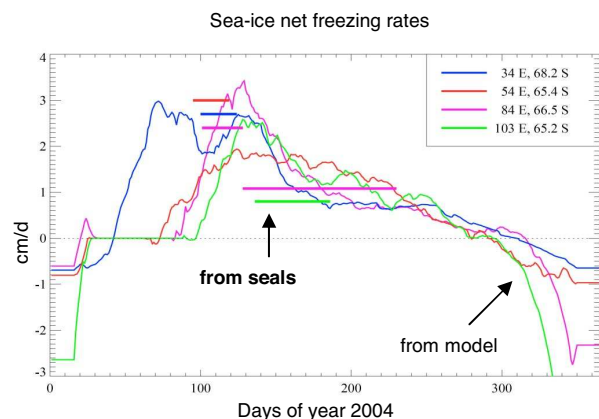 Sea-ice net freezing rates
4
3
2
1
0
-1
-2
-3
cm/d
34 E, 68.2 S
54 E, 65.4 S
84 E, 66.5 S
103 E, 65.2 S
from seals
from model
0
100
200
300
Days of year 2004